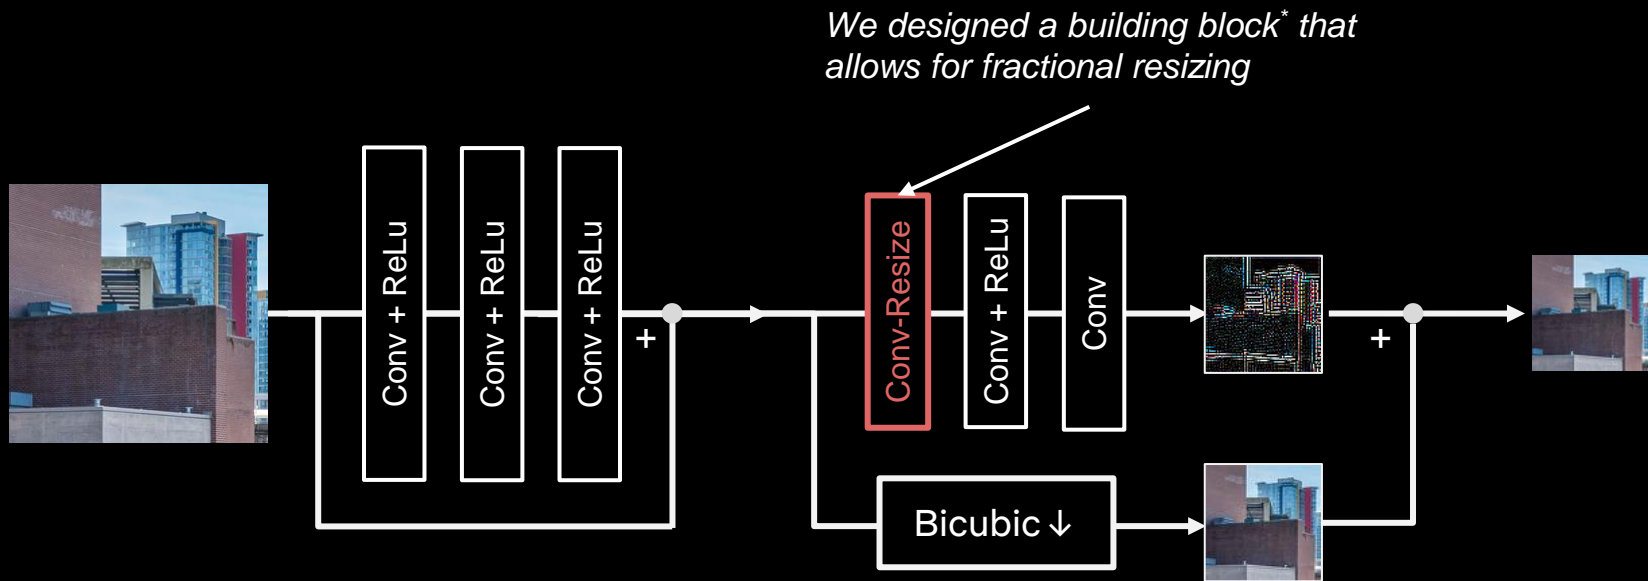 We designed a building block* that
allows for fractional resizing
Conv + ReLu
Conv + ReLu
Conv + ReLu
+
Conv-Resize
Conv + ReLu
Conv
+
Bicubic ↓